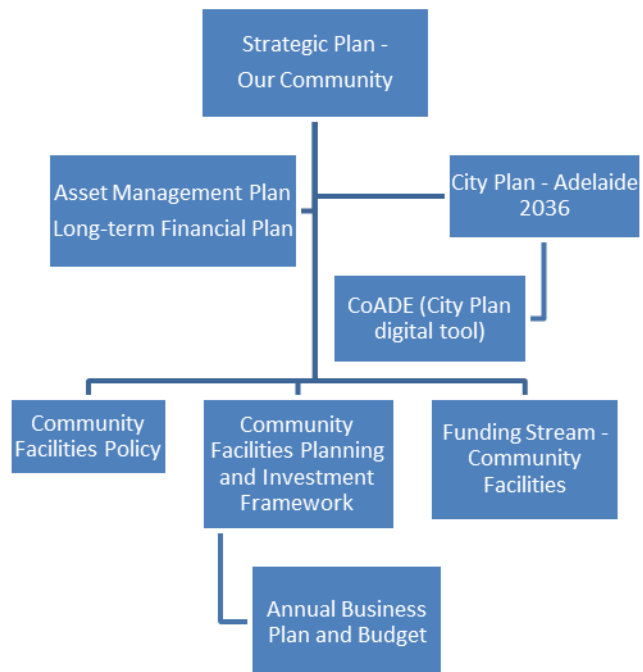 Strategic Plan -
Our Community
Asset Management Plan
Long-term Financial Plan
City Plan - Adelaide
2036
CoADE (City Plan
digital tool)
Community
Facilities Policy
Community
Facilities Planning
and Investment
Framework
Funding Stream -
Community
Facilities
Annual Business
Plan and Budget